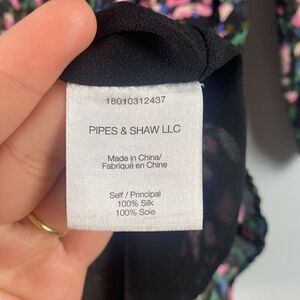 18010312437
PIPES & SHAW LLC
Made in China/
Fabriqué en Chine
Self / Principal
100% Silk
100% Soie